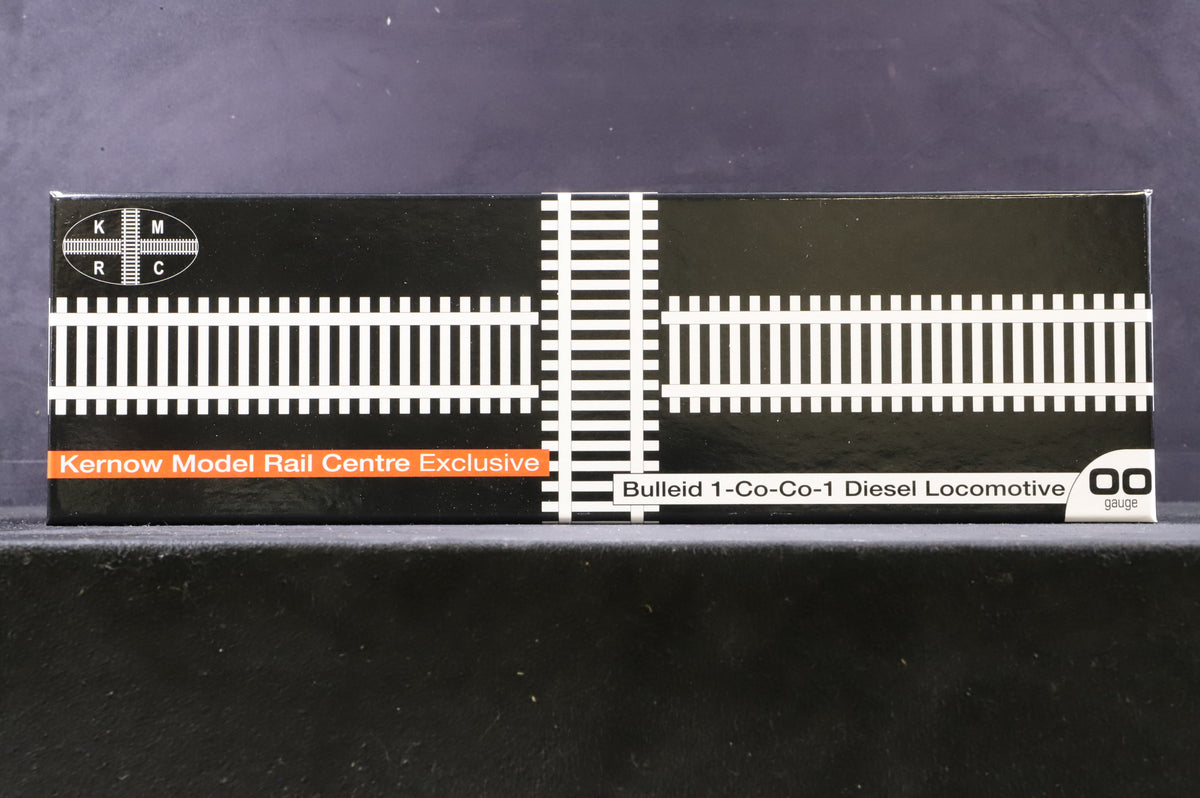 K M
R C
Kernow Model Rail Centre Exclusive
Bulleid 1-Co-Co-1 Diesel Locomotive
OO
gauge